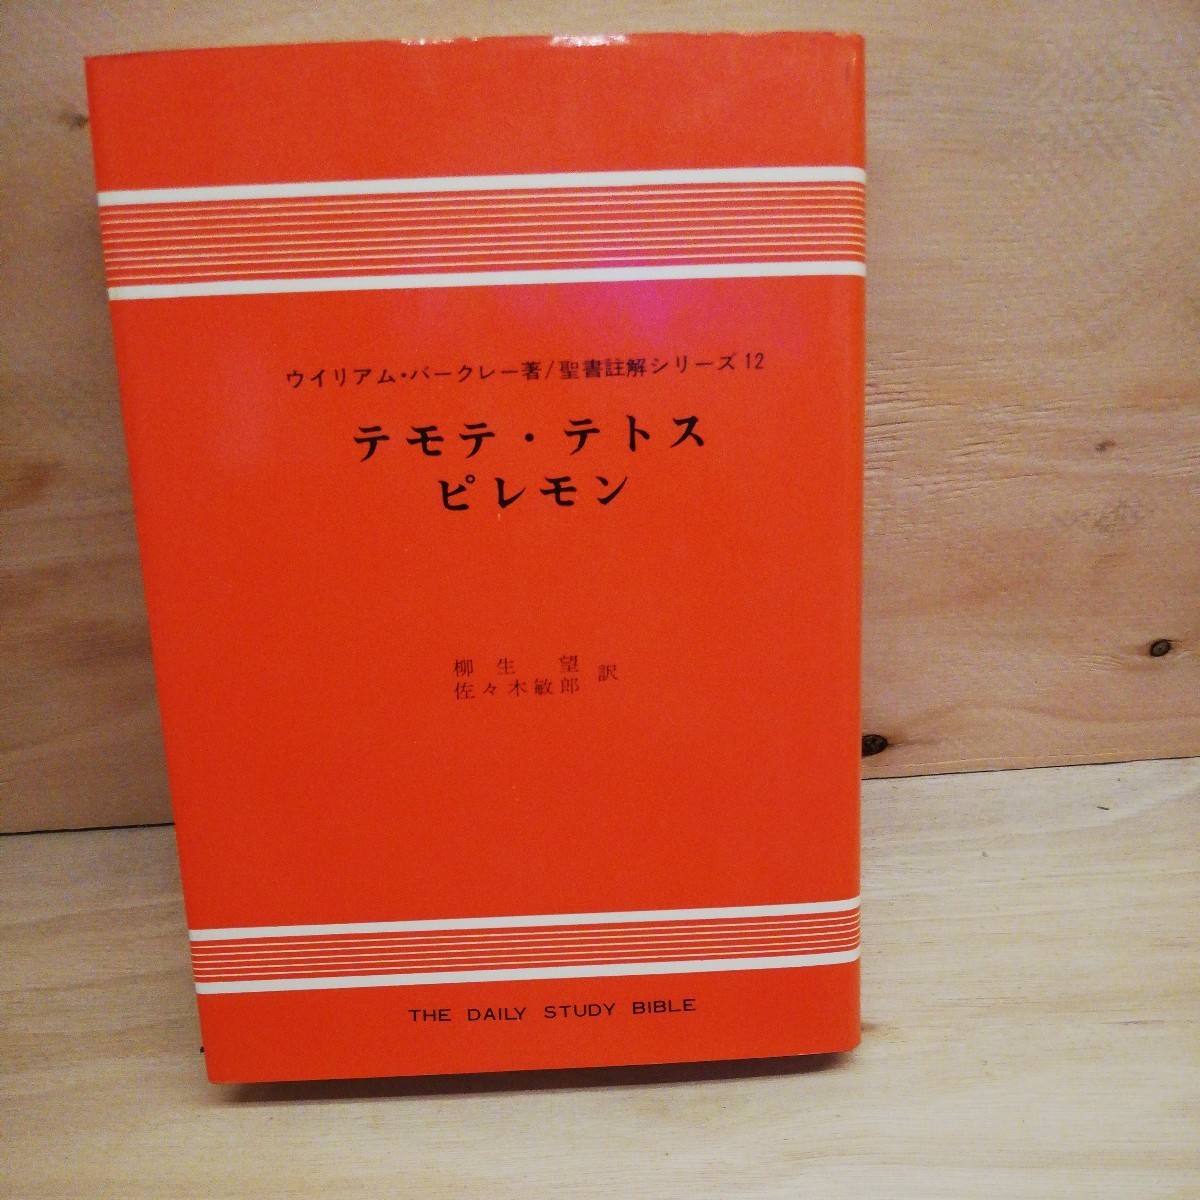 ウイリアム・バークレー著/聖書註解シリーズ12
テモテ・テトス
ピレモン
柳生 望
佐々木敏郎 訳
THE DAILY STUDY BIBLE